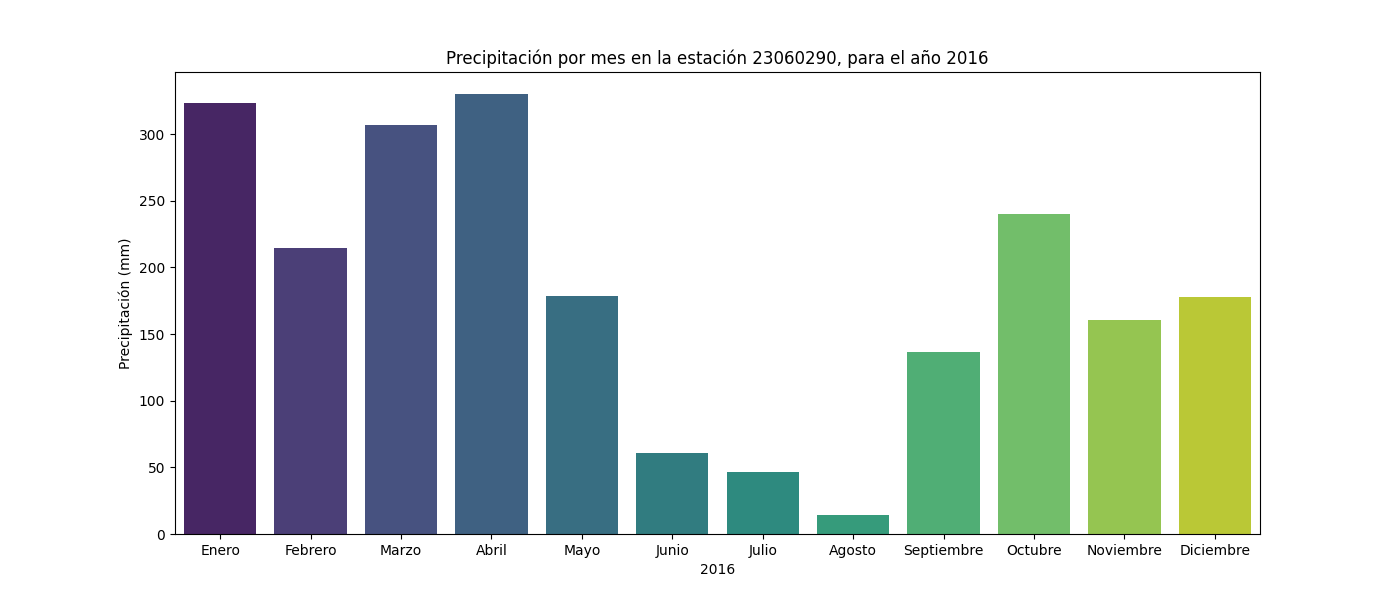 Precipitación por mes en la estación 23060290, para el año 2016
Precipitación (mm)
300
250
200
150
100
50
0
Enero Febrero Marzo Abril Mayo Junio Julio Agosto Septiembre Octubre Noviembre Diciembre
2016